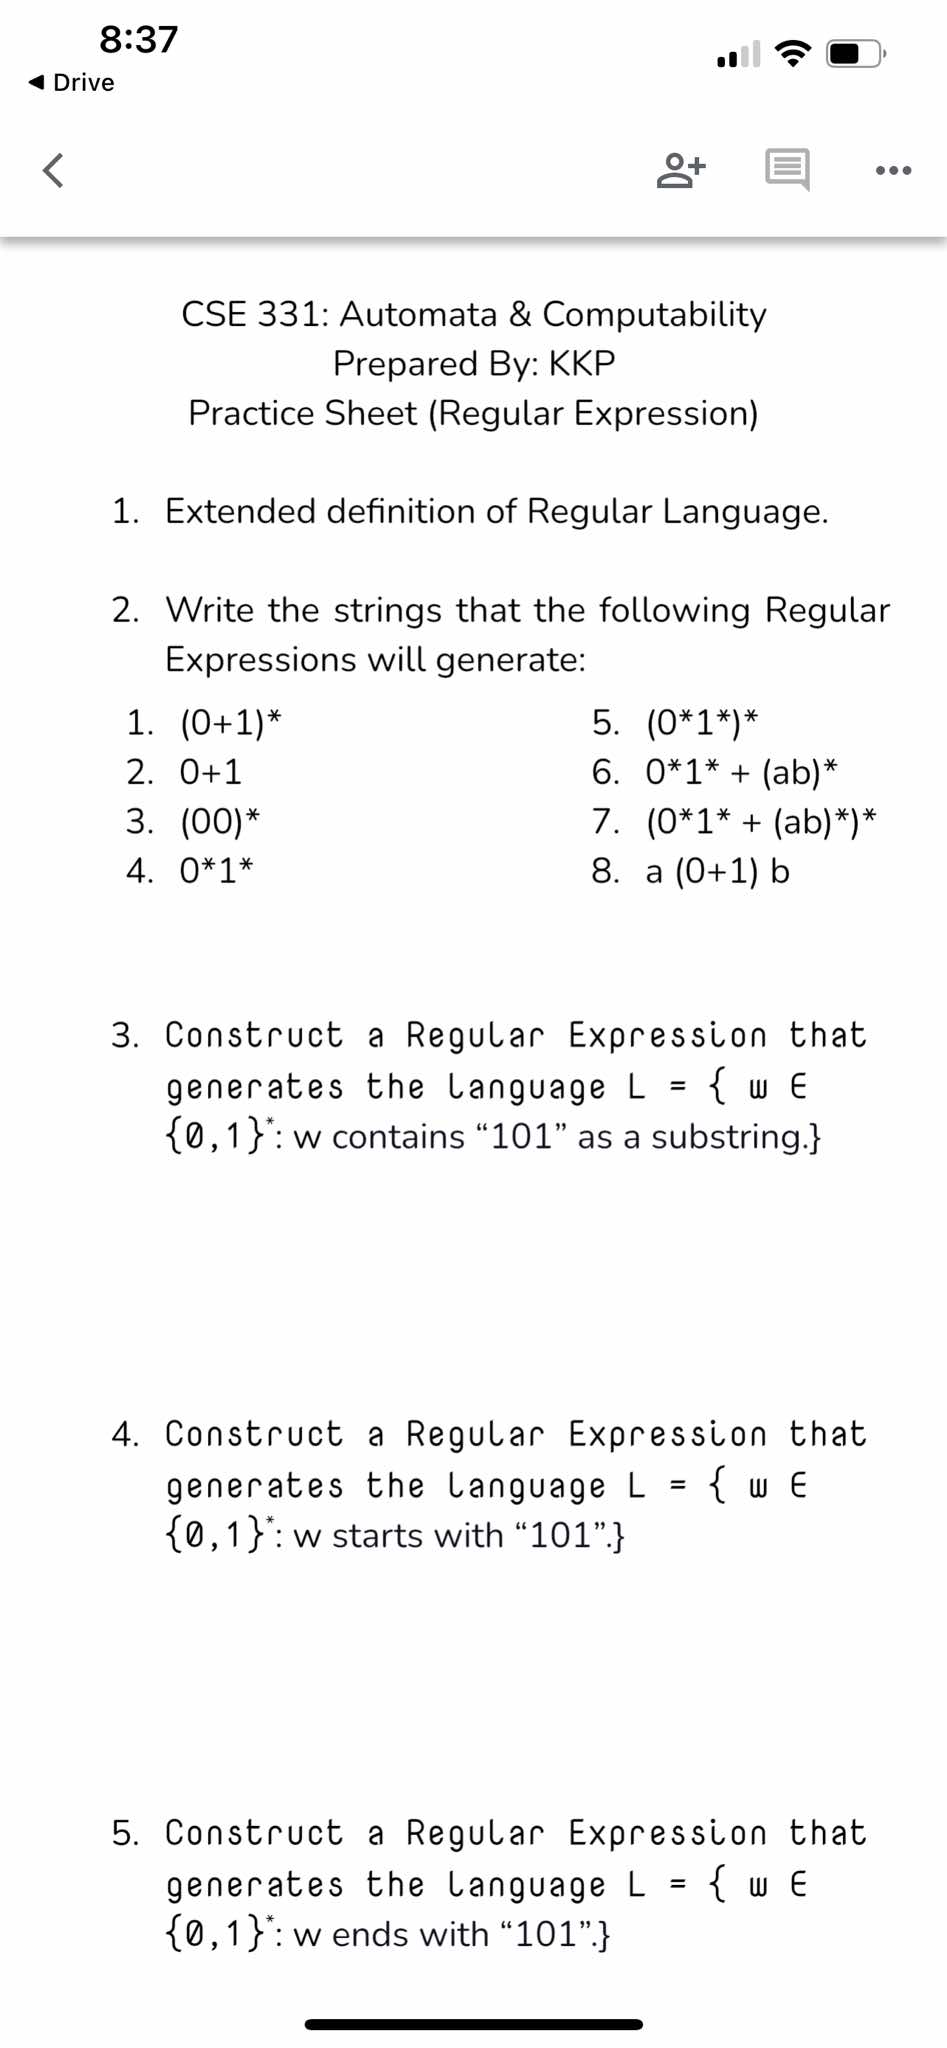 8:37
◀ Drive
CSE 331: Automata & Computability
Prepared By: KKP
Practice Sheet (Regular Expression)
1. Extended definition of Regular Language.
2. Write the strings that the following Regular
Expressions will generate:
1. (0+1)*
2. 0+1
3. (00)*
4. 0*1*
5. (0*1*)*
6. 0*1* + (ab)*
7. (0*1* + (ab)*)*
8. a (0+1) b
3. Construct a Regular Expression that
generates the language L = { w ∈
{0,1}*: w contains “101” as a substring.}
4. Construct a Regular Expression that
generates the language L = { w ∈
{0,1}*: w starts with “101”.}
5. Construct a Regular Expression that
generates the language L = { w ∈
{0,1}*: w ends with “101”.}